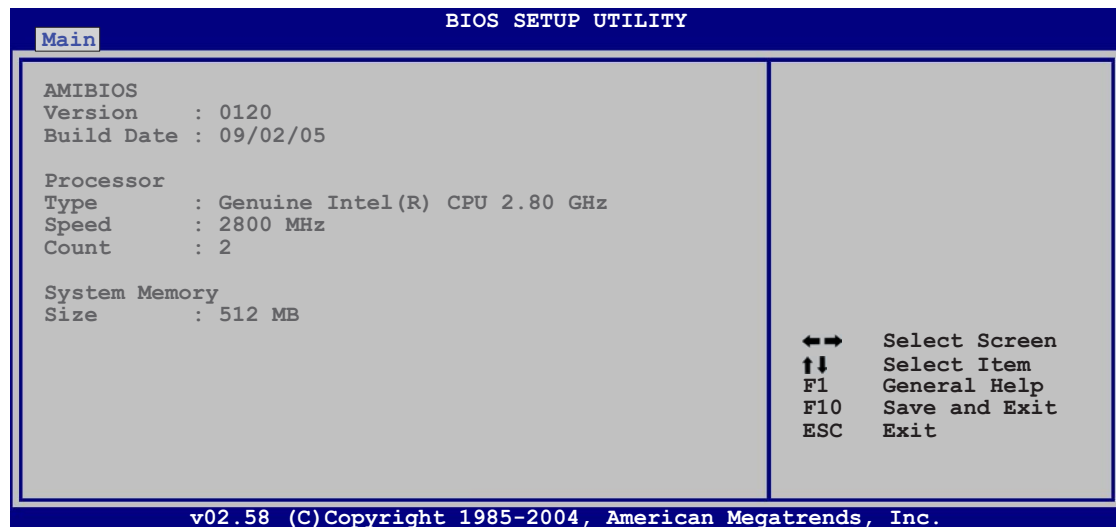 BIOS SETUP UTILITY
Main
AMIBIOS
Version : 0120
Build Date : 09/02/05
Processor
Type : Genuine Intel(R) CPU 2.80 GHz
Speed : 2800 MHz
Count : 2
System Memory
Size : 512 MB
←→ Select Screen
↑↓ Select Item
F1 General Help
F10 Save and Exit
ESC Exit
v02.58 (C)Copyright 1985-2004, American Megatrends, Inc.